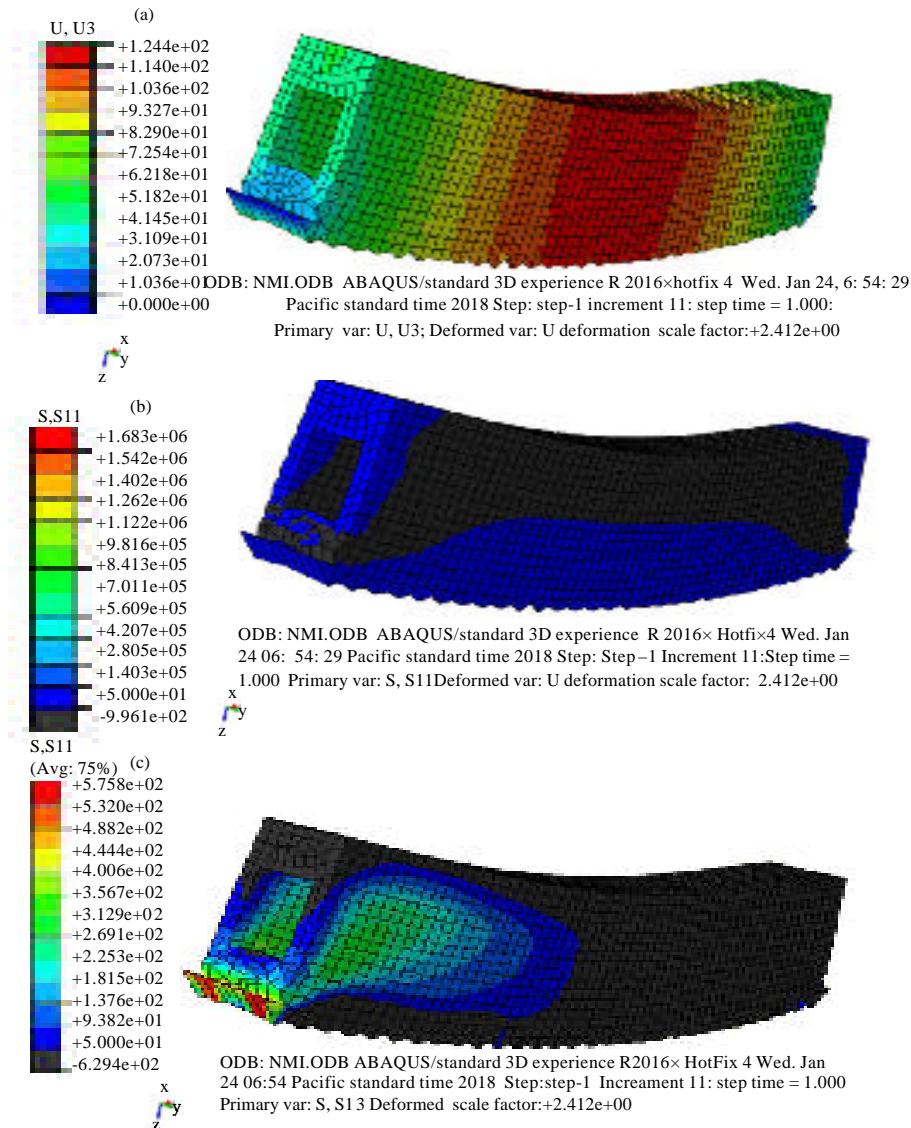 (a)
U, U3
+1.244e+02
+1.140e+02
+1.036e+02
+9.327e+01
+8.290e+01
+7.254e+01
+6.218e+01
+5.182e+01
+4.145e+01
+3.109e+01
+2.073e+01
+1.036e+01
+0.000e+00
ODB: NMI.ODB ABAQUS/standard 3D experience R 2016×hotfix 4 Wed. Jan 24, 6: 54: 29
Pacific standard time 2018 Step: step-1 increment 11: step time = 1.000:
Primary var: U, U3; Deformed var: U deformation scale factor:+2.412e+00
x
y
z
(b)
S,S11
+1.683e+06
+1.542e+06
+1.402e+06
+1.262e+06
+1.122e+06
+9.816e+05
+8.413e+05
+7.011e+05
+5.609e+05
+4.207e+05
+2.805e+05
+1.403e+05
+5.000e+01
-9.961e+02
ODB: NMI.ODB ABAQUS/standard 3D experience R 2016× Hotfi×4 Wed. Jan
24 06: 54: 29 Pacific standard time 2018 Step: Step–1 Increment 11:Step time =
1.000 Primary var: S, S11Deformed var: U deformation scale factor: 2.412e+00
x
y
z
S,S11
(Avg: 75%) (c)
+5.758e+02
+5.320e+02
+4.882e+02
+4.444e+02
+4.006e+02
+3.567e+02
+3.129e+02
+2.691e+02
+2.253e+02
+1.815e+02
+1.376e+02
+9.382e+01
+5.000e+01
-6.294e+02
ODB: NMI.ODB ABAQUS/standard 3D experience R2016× HotFix 4 Wed. Jan
24 06:54 Pacific standard time 2018 Step:step-1 Increament 11: step time = 1.000
Primary var: S, S13 Deformed scale factor:+2.412e+00
x
y
z